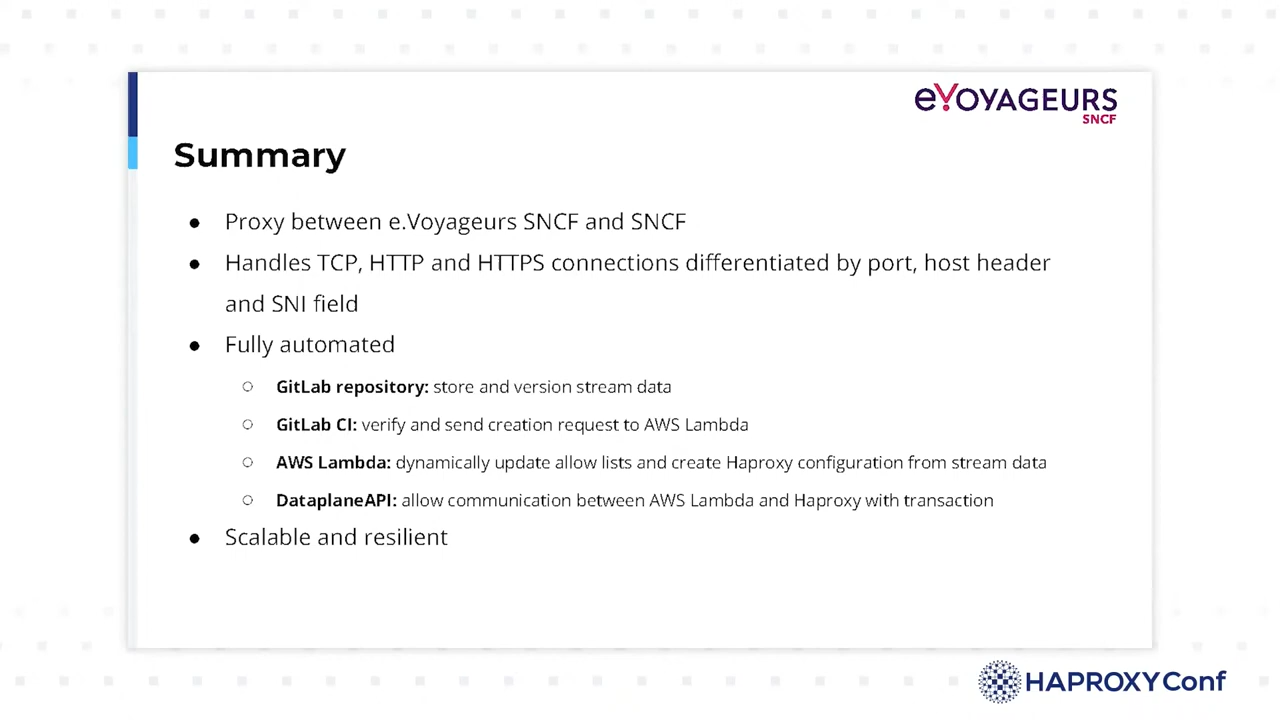 eVOYAGEURS
SNCF
Summary
● Proxy between e.Voyageurs SNCF and SNCF
● Handles TCP, HTTP and HTTPS connections differentiated by port, host header
and SNI field
● Fully automated
○ GitLab repository: store and version stream data
○ GitLab CI: verify and send creation request to AWS Lambda
○ AWS Lambda: dynamically update allow lists and create Haproxy configuration from stream data
○ DataplaneAPI: allow communication between AWS Lambda and Haproxy with transaction
● Scalable and resilient
HAPROXYConf